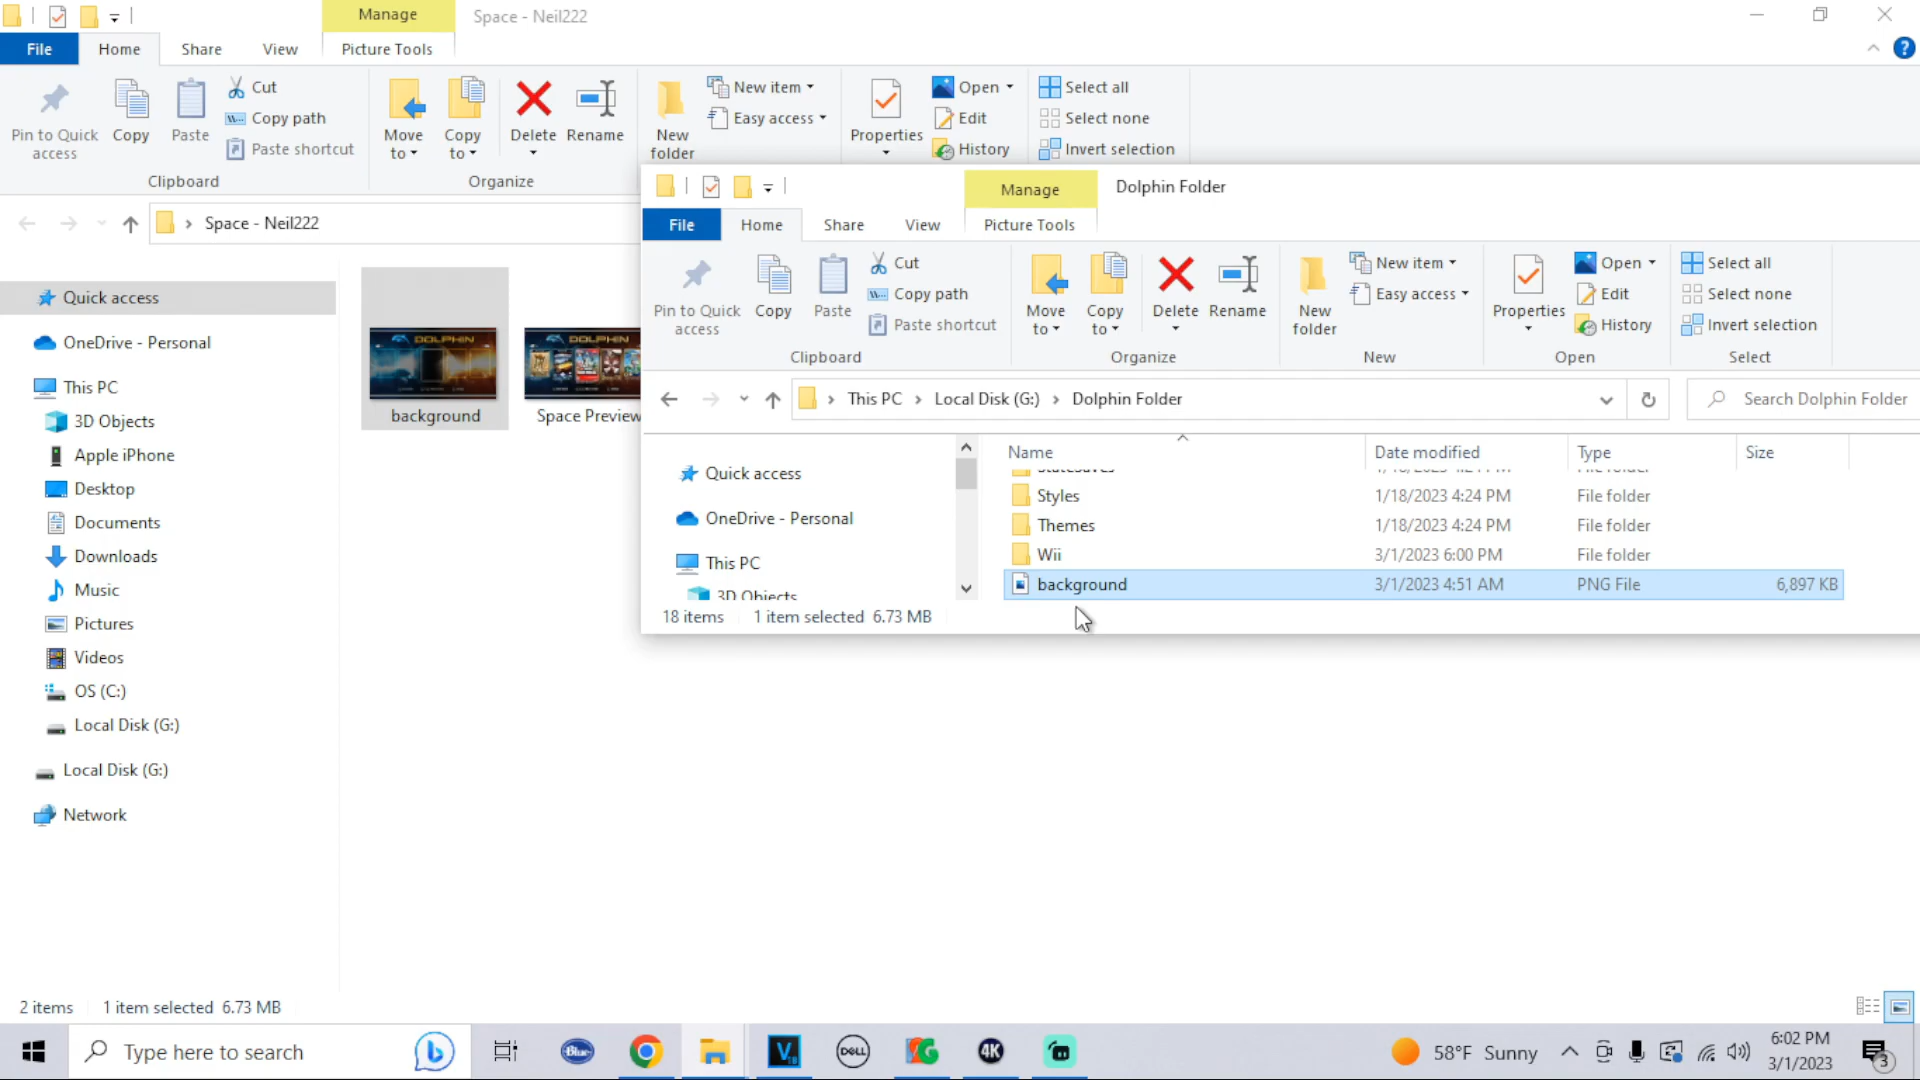 Manage
Space - Neil222
File
Home
Share
View
Picture Tools
Pin to Quick access
Copy
Paste
Cut
Copy path
Paste shortcut
Clipboard
Move to
Copy to
Delete
Rename
Organize
New folder
New item
Easy access
Properties
Open
Edit
History
Select all
Select none
Invert selection
Space - Neil222
Quick access
OneDrive - Personal
This PC
3D Objects
Apple iPhone
Desktop
Documents
Downloads
Music
Pictures
Videos
OS (C:)
Local Disk (G:)
Local Disk (G:)
Network
DOLPHIN
background
DOLPHIN
Space Preview
2 items 1 item selected 6.73 MB
Manage
Dolphin Folder
File
Home
Share
View
Picture Tools
Pin to Quick access
Copy
Paste
Cut
Copy path
Paste shortcut
Clipboard
Move to
Copy to
Delete
Rename
Organize
New folder
New item
Easy access
New
Properties
Open
Edit
History
Open
Select all
Select none
Invert selection
Select
This PC > Local Disk (G:) > Dolphin Folder
Search Dolphin Folder
Quick access
OneDrive - Personal
This PC
3D Objects
Name Date modified Type Size
Styles 1/18/2023 4:24 PM File folder
Themes 1/18/2023 4:24 PM File folder
Wii 3/1/2023 6:00 PM File folder
background 3/1/2023 4:51 AM PNG File 6,897 KB
18 items 1 item selected 6.73 MB
Type here to search
Blue
V
18
DELL
4K
58°F Sunny
6:02 PM
3/1/2023
3